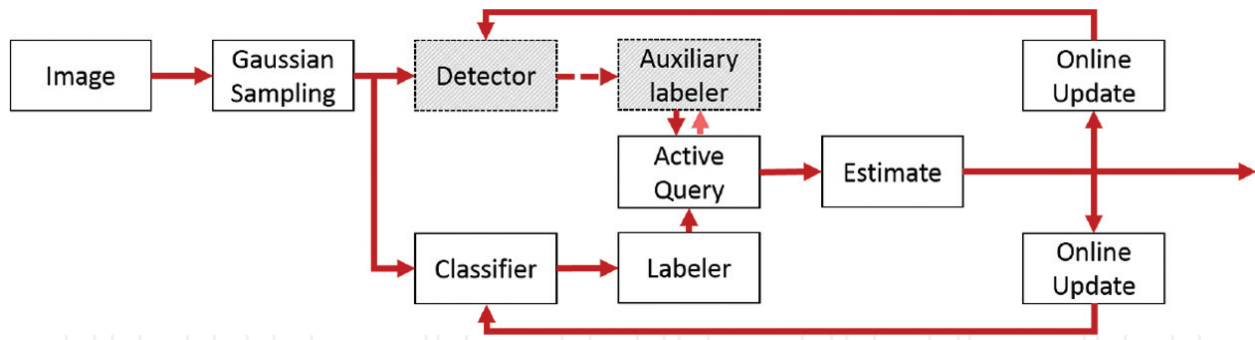 Image
Gaussian
Sampling
Detector
Auxiliary
labeler
Online
Update
Active
Query
Estimate
Classifier
Labeler
Online
Update